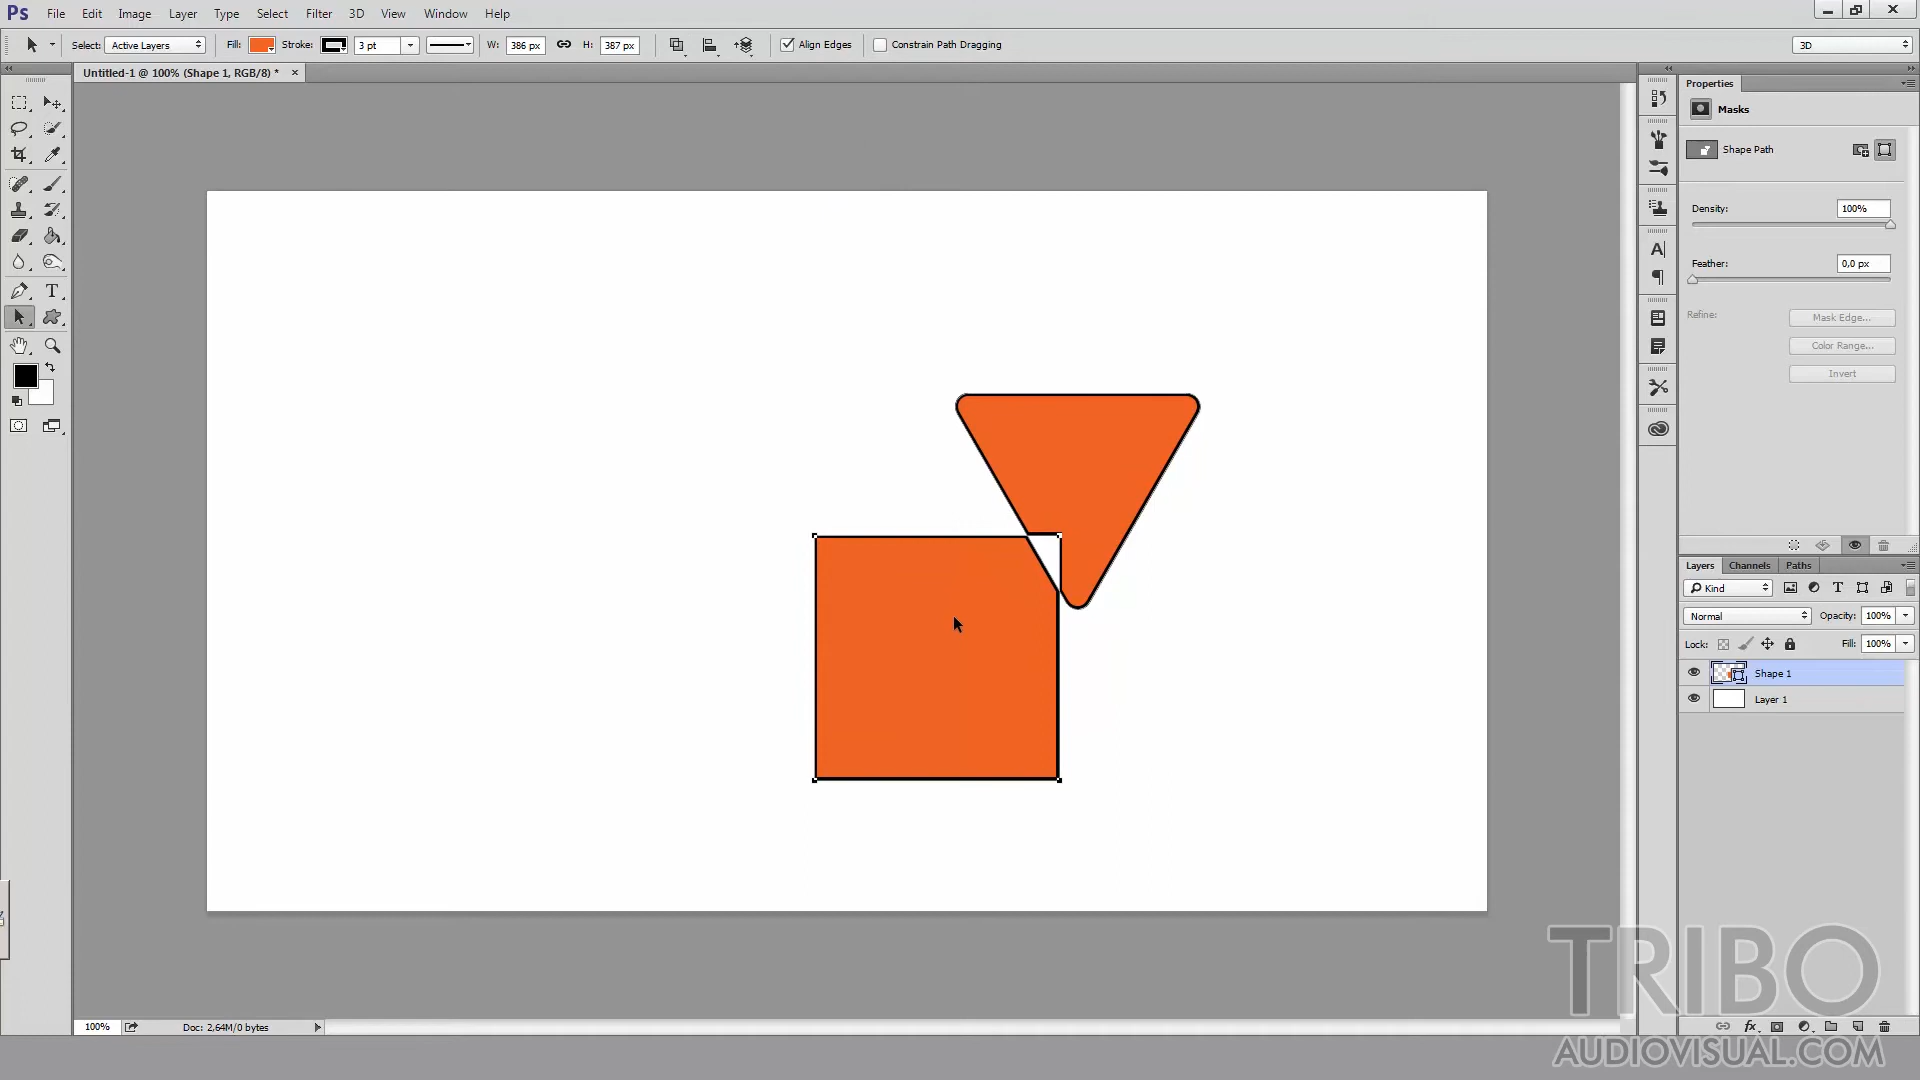 Ps File Edit Image Layer Type Select Filter 3D View Window Help
Select: Active Layers Fill: Stroke: 3 pt W: 386 px H: 387 px Align Edges Constrain Path Dragging 3D
Untitled-1 @ 100% (Shape 1, RGB/8) * ×
Properties
Masks
Shape Path
Density: 100%
Feather: 0,0 px
Refine: Mask Edge...
Color Range...
Invert
Layers Channels Paths
Kind
Normal Opacity: 100%
Lock: Fill: 100%
Shape 1
Layer 1
100% Doc: 2,64M/0 bytes
TRIBO
AUDIOVISUAL.COM